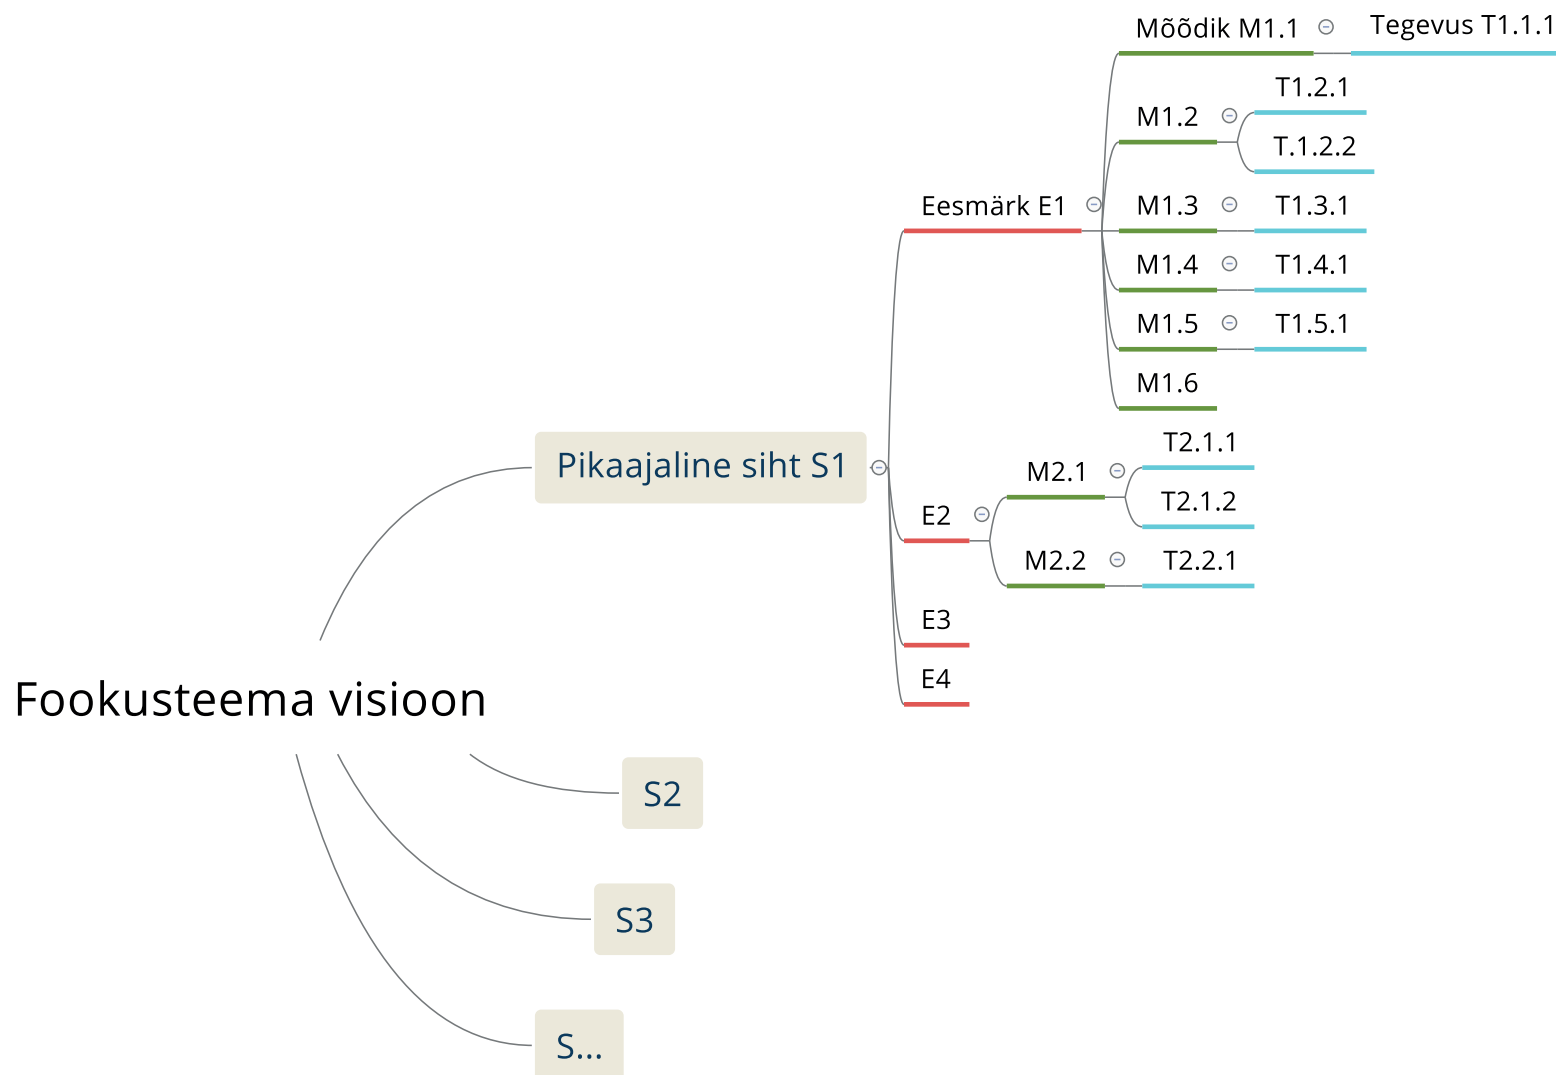 Fookusteema visioon
Pikaajaline siht S1
Eesmärk E1
Mõõdik M1.1
Tegevus T1.1.1
M1.2
T1.2.1
T.1.2.2
M1.3
T1.3.1
M1.4
T1.4.1
M1.5
T1.5.1
M1.6
E2
M2.1
T2.1.1
T2.1.2
M2.2
T2.2.1
E3
E4
S2
S3
S...